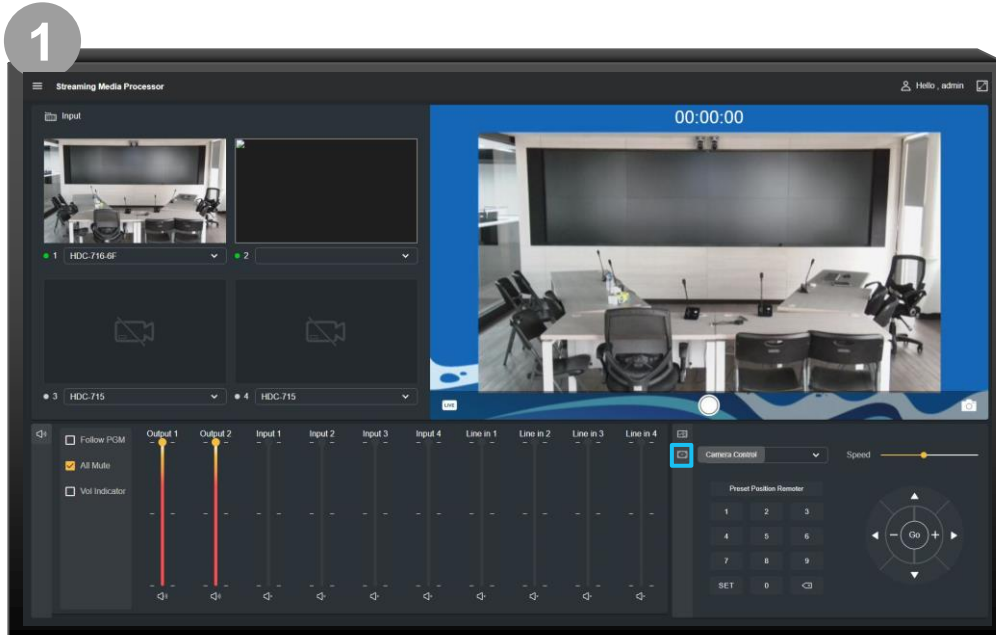 1
Streaming Media Processor
Hello , admin
Input
00:00:00
1 HDC-716-6F
2
3 HDC-715
4 HDC-715
LIVE
Follow PGM
All Mute
Vol Indicator
Output 1 Output 2 Input 1 Input 2 Input 3 Input 4 Line in 1 Line in 2 Line in 3 Line in 4
Camera Control
Speed
Preset Position Remoter
1 2 3
4 5 6
7 8 9
SET 0
- Go +